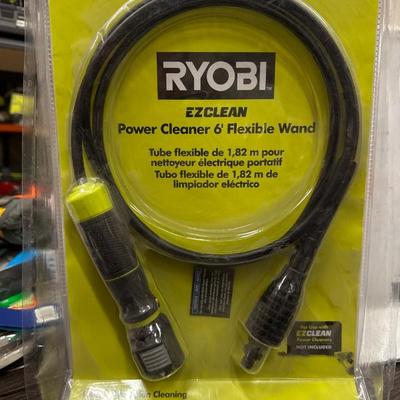 RYOBI
EZCLEAN
Power Cleaner 6' Flexible Wand
Tube flexible de 1,82 m pour
nettoyeur électrique portatif
Tubo flexible de 1,82 m de
limpiador eléctrico
For Use with
EZCLEAN
Power Cleaners
NOT INCLUDED
Cleaning